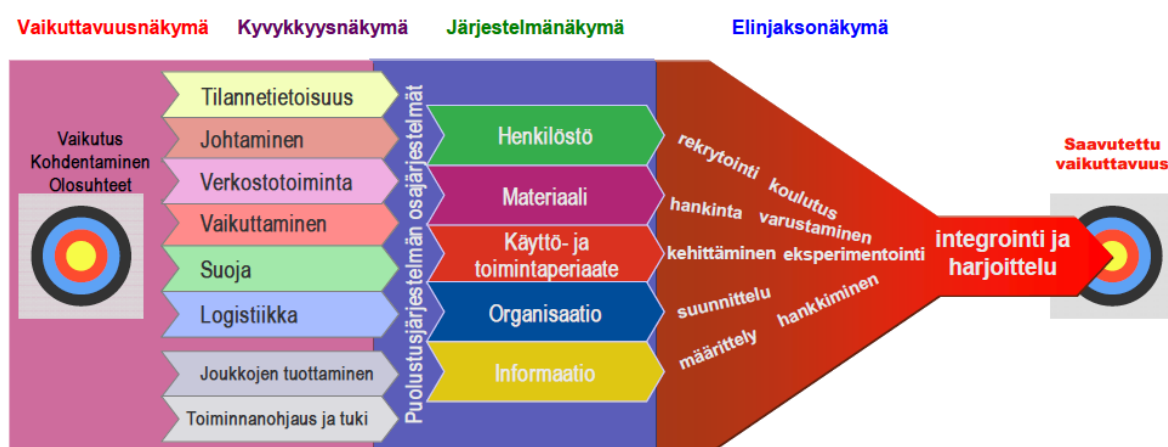 Vaikuttavuusnäkymä
Kyvykkyysnäkymä
Järjestelmänäkymä
Elinjaksonäkymä
Vaikutus
Kohdentaminen
Olosuhteet
Tilannetietoisuus
Johtaminen
Verkostotoiminta
Vaikuttaminen
Suoja
Logistiikka
Joukkojen tuottaminen
Toiminnanohjaus ja tuki
Puolustusjärjestelmän osajärjestelmät
Henkilöstö
Materiaali
Käyttö- ja
toimintaperiaate
Organisaatio
Informaatio
rekrytointi koulutus
hankinta varustaminen
kehittäminen eksperimentointi
suunnittelu hankkiminen
määrittely
integrointi ja
harjoittelu
Saavutettu
vaikuttavuus